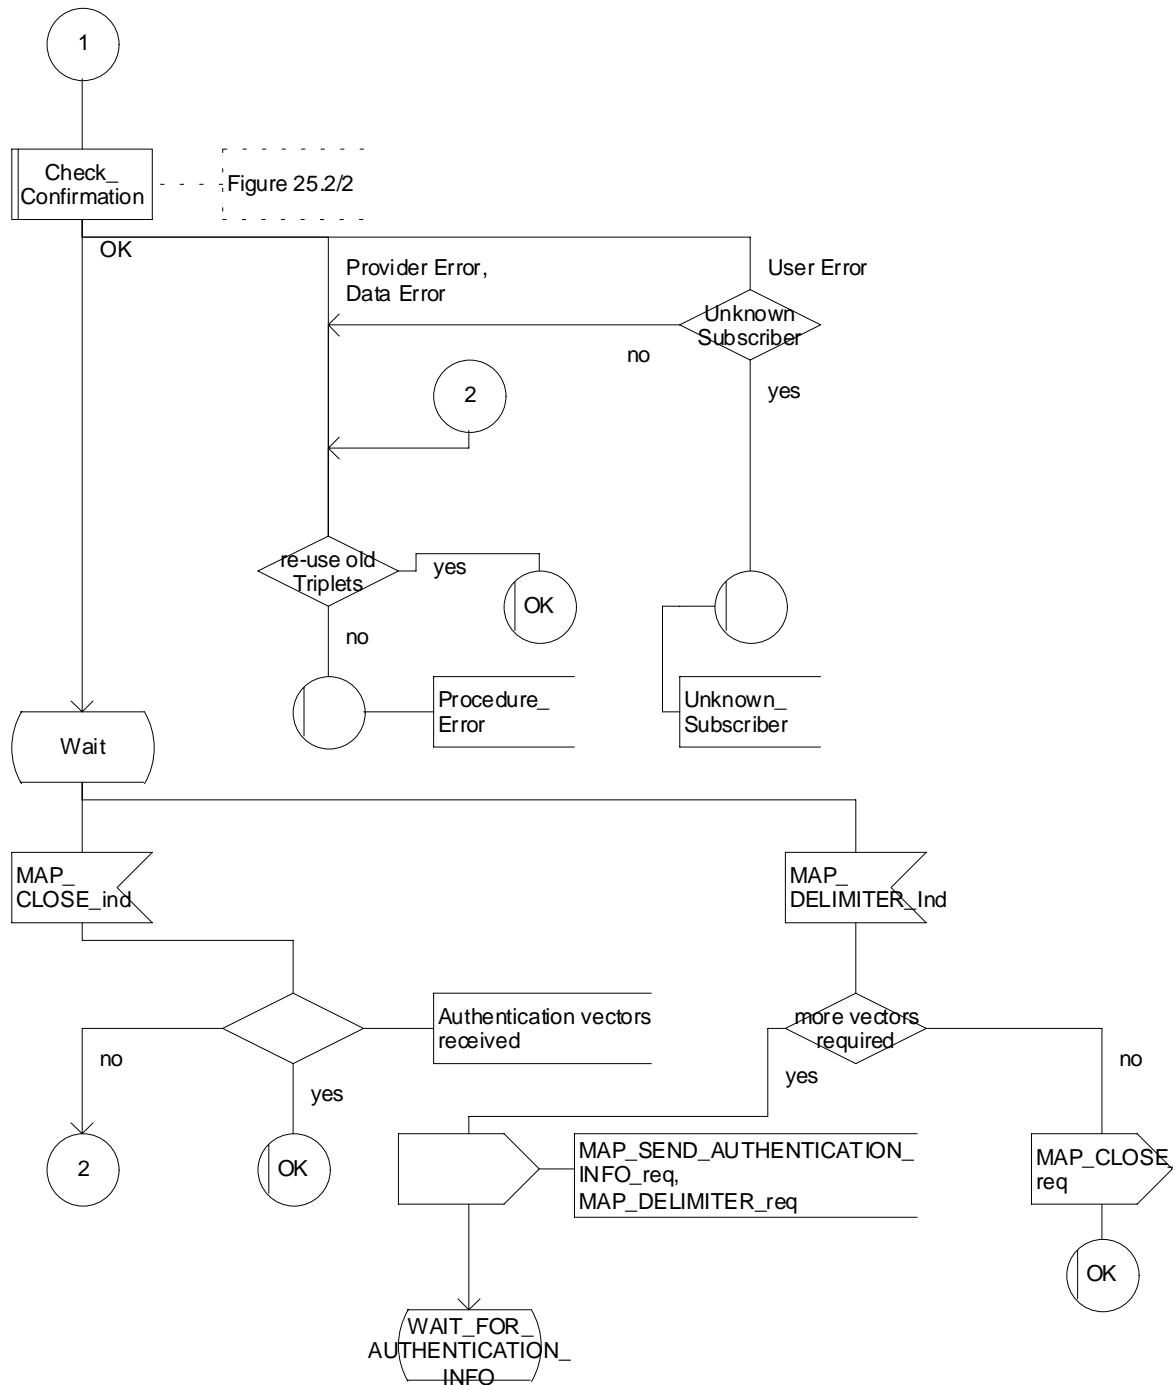 1
Check_
Confirmation
Figure 25.2/2
OK
Provider Error,
Data Error
User Error
Unknown
Subscriber
no
yes
2
re-use old
Triplets
yes
OK
no
Procedure_
Error
Unknown_
Subscriber
Wait
MAP_
CLOSE_ind
MAP_
DELIMITER_Ind
Authentication vectors
received
more vectors
required
no
yes
yes
no
2
OK
MAP_SEND_AUTHENTICATION_
INFO_req,
MAP_DELIMITER_req
MAP_CLOSE_
req
OK
WAIT_FOR_
AUTHENTICATION_
INFO